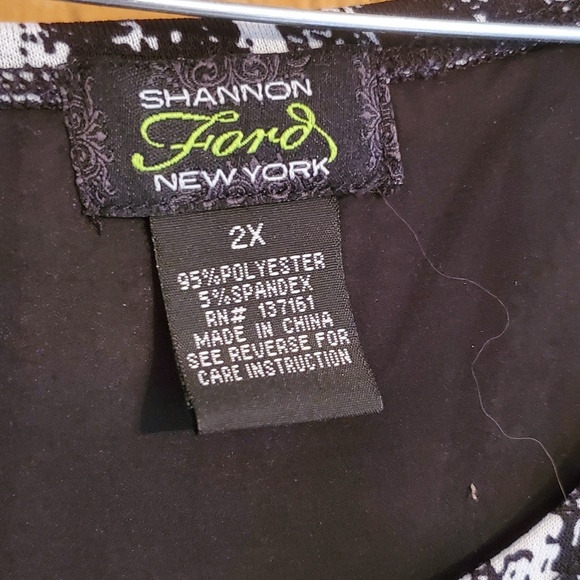 SHANNON
Ford
NEW YORK
2X
95%POLYESTER
5%SPANDEX
RN# 137161
MADE IN CHINA
SEE REVERSE FOR
CARE INSTRUCTION